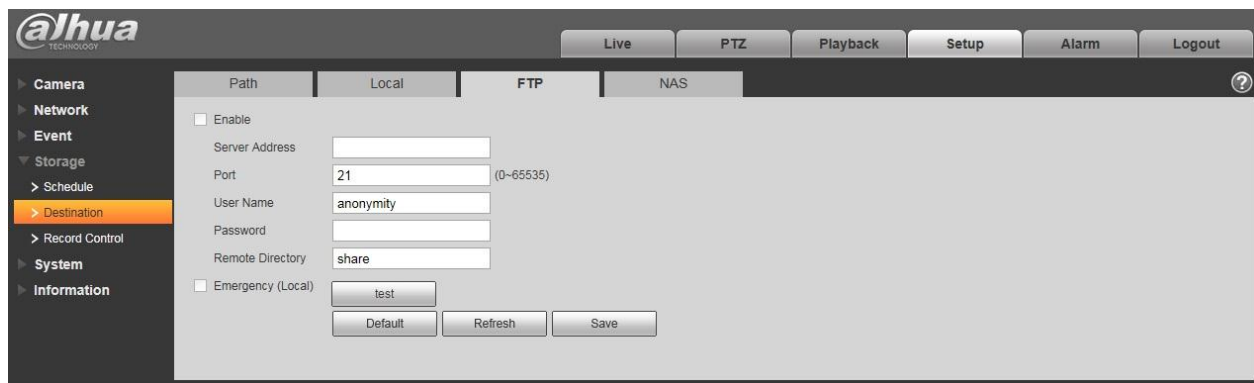 alhua
TECHNOLOGY
Live PTZ Playback Setup Alarm Logout
Camera
Network
Event
Storage
> Schedule
> Destination
> Record Control
System
Information
Path Local FTP NAS ?
Enable
Server Address
Port 21 (0~65535)
User Name anonymity
Password
Remote Directory share
Emergency (Local) test
Default Refresh Save